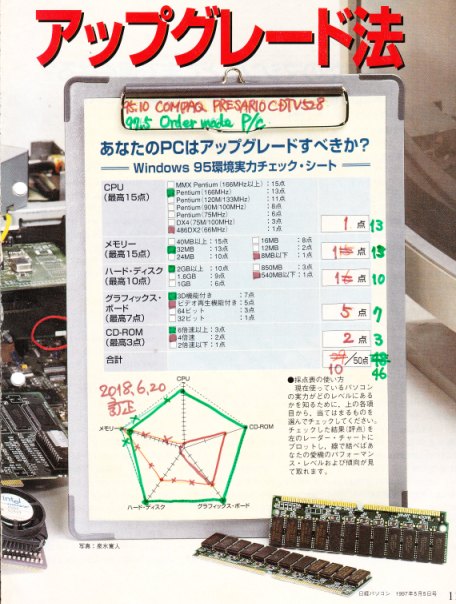 アップグレード法
95.10 COMPAQ PRESARIO CDTV528
97.5 Order made P/C
あなたのPCはアップグレードすべきか?
Windows 95環境実力チェック・シート
CPU
(最高15点)
MMX Pentium(166MHz以上):15点
Pentium(166MHz) :13点
Pentium(120M/133MHz) :11点
Pentium(90M/100MHz) :8点
Pentium(75MHz) :6点
DX4(75M/100MHz) :3点
486DX2(66MHz) :1点
1 点 13
メモリー
(最高15点)
40MB以上:15点
32MB :13点
24MB :10点
16MB :8点
12MB :5点
8MB以下:1点
点
ハード・ディスク
(最高10点)
2GB以上 :10点
1.6GB :8点
1GB :6点
850MB :3点
540MB以下:1点
点 10
グラフィックス・
ボード
(最高7点)
3D機能付き :7点
ビデオ再生機能付き:5点
64ビット :3点
32ビット :1点
5 点 7
CD-ROM
(最高3点)
6倍速以上:3点
4倍速 :2点
2倍速以下:1点
2 点 3
合計
10 /50点 46
2018.6.20
訂正
CPU
メモリー
CD-ROM
ハード・ディスク
グラフィックス・ボード
●採点表の使い方
現在使っているパソコン
の実力がどのレベルにある
かを知るために、上の各項
目から、当てはまるものを
選んでチェックしてください。
チェックした結果(評点)を
左のレーダー・チャートに
プロットし、線で結べばあ
なたの愛機のパフォーマン
ス・レベルおよび傾向が見
て取れます。
intel
写真:泉水憲人
日経パソコン 1997年5月5日号